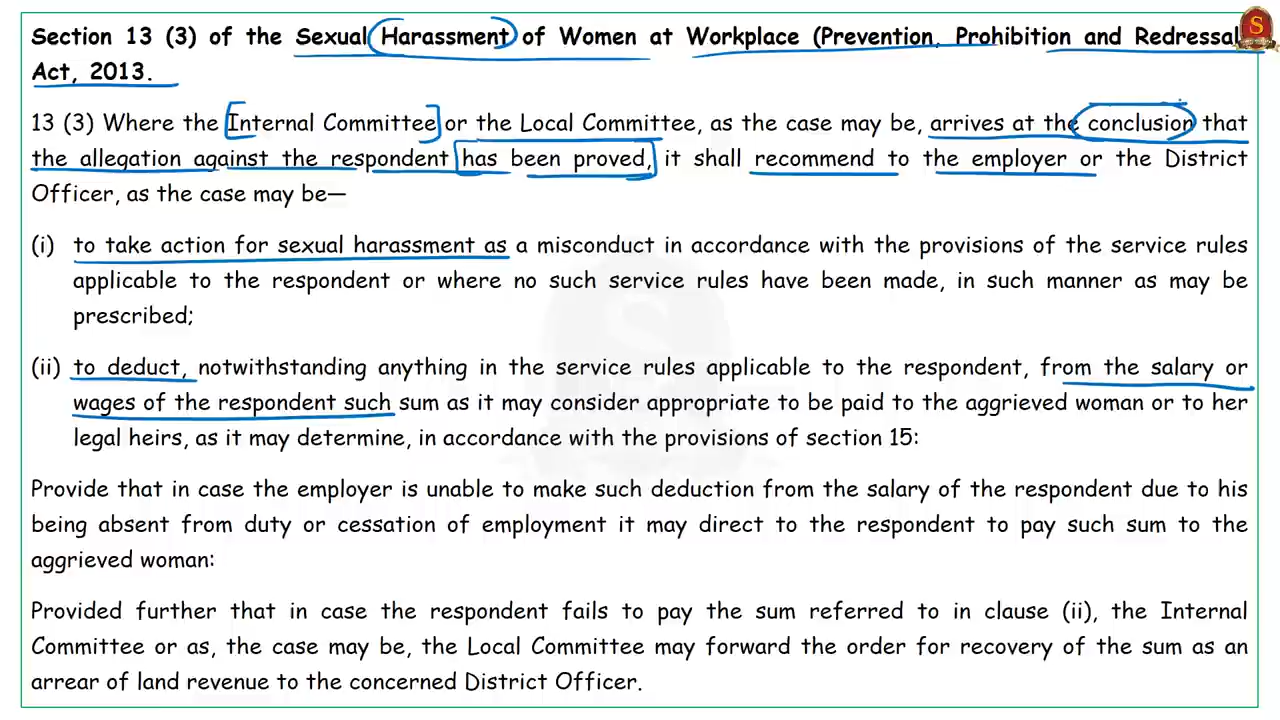 Section 13 (3) of the Sexual Harassment of Women at Workplace (Prevention, Prohibition and Redressal)
Act, 2013.
13 (3) Where the Internal Committee or the Local Committee, as the case may be, arrives at the conclusion that
the allegation against the respondent has been proved, it shall recommend to the employer or the District
Officer, as the case may be—
(i) to take action for sexual harassment as a misconduct in accordance with the provisions of the service rules
applicable to the respondent or where no such service rules have been made, in such manner as may be
prescribed;
(ii) to deduct, notwithstanding anything in the service rules applicable to the respondent, from the salary or
wages of the respondent such sum as it may consider appropriate to be paid to the aggrieved woman or to her
legal heirs, as it may determine, in accordance with the provisions of section 15:
Provide that in case the employer is unable to make such deduction from the salary of the respondent due to his
being absent from duty or cessation of employment it may direct to the respondent to pay such sum to the
aggrieved woman:
Provided further that in case the respondent fails to pay the sum referred to in clause (ii), the Internal
Committee or as, the case may be, the Local Committee may forward the order for recovery of the sum as an
arrear of land revenue to the concerned District Officer.